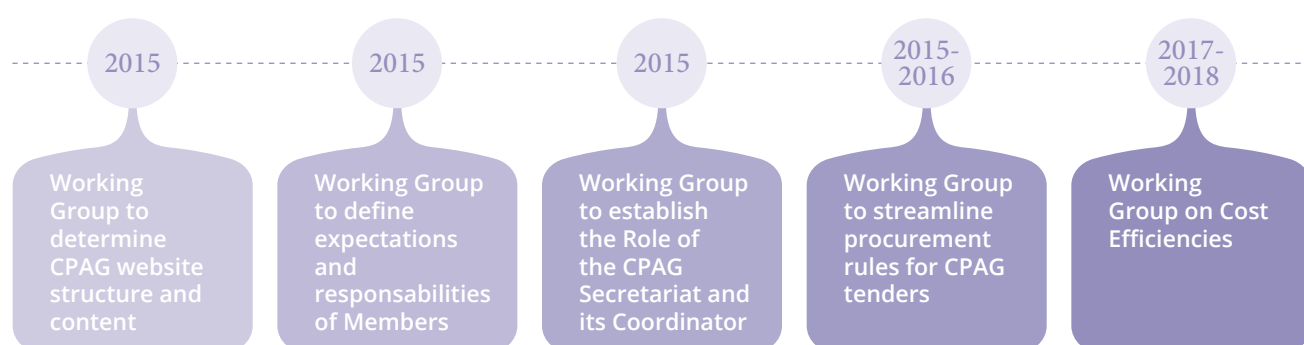 2015
Working
Group to
determine
CPAG website
structure and
content
2015
Working Group
to define
expectations
and
responsabilities
of Members
2015
Working Group
to establish
the Role of
the CPAG
Secretariat and
its Coordinator
2015-
2016
Working Group
to streamline
procurement
rules for CPAG
tenders
2017-
2018
Working
Group on Cost
Efficiencies